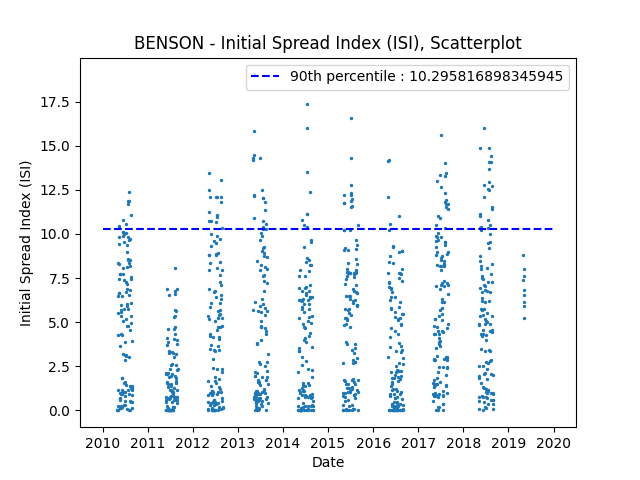 BENSON - Initial Spread Index (ISI), Scatterplot
90th percentile : 10.295816898345945
17.5
15.0
12.5
10.0
7.5
5.0
2.5
0.0
Initial Spread Index (ISI)
2010 2011 2012 2013 2014 2015 2016 2017 2018 2019 2020
Date